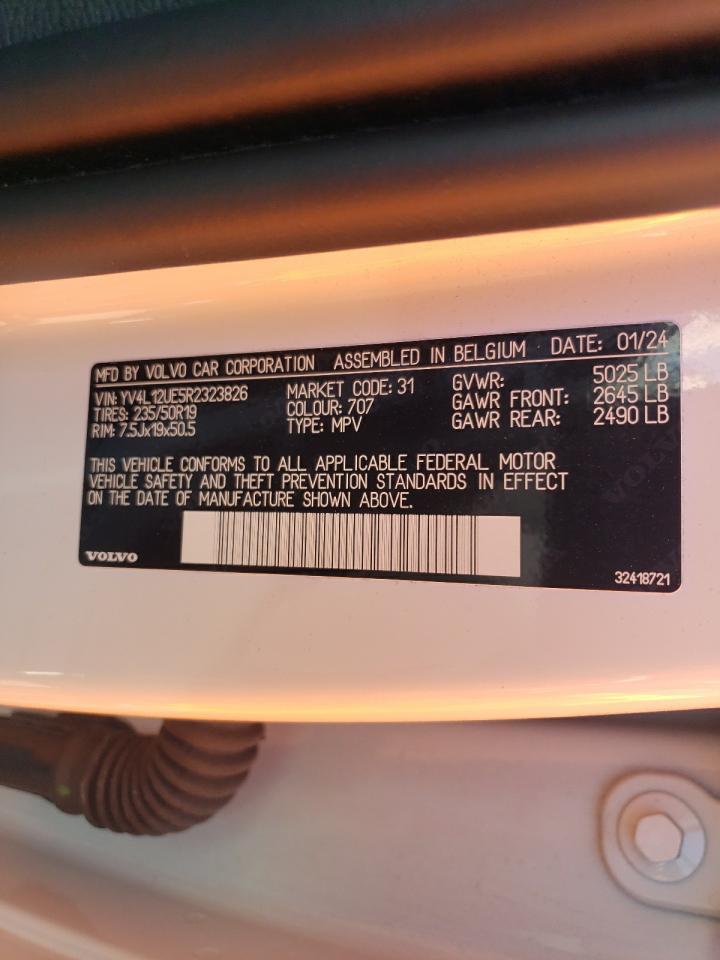 MFD BY VOLVO CAR CORPORATION ASSEMBLED IN BELGIUM DATE: 01/24
VIN: YV4L12UE5R2323826 MARKET CODE: 31 GVWR: 5025 LB
TIRES: 235/50R19 COLOUR: 707 GAWR FRONT: 2645 LB
RIM: 7.5Jx19x50.5 TYPE: MPV GAWR REAR: 2490 LB
THIS VEHICLE CONFORMS TO ALL APPLICABLE FEDERAL MOTOR
VEHICLE SAFETY AND THEFT PREVENTION STANDARDS IN EFFECT
ON THE DATE OF MANUFACTURE SHOWN ABOVE.
VOLVO 32418721